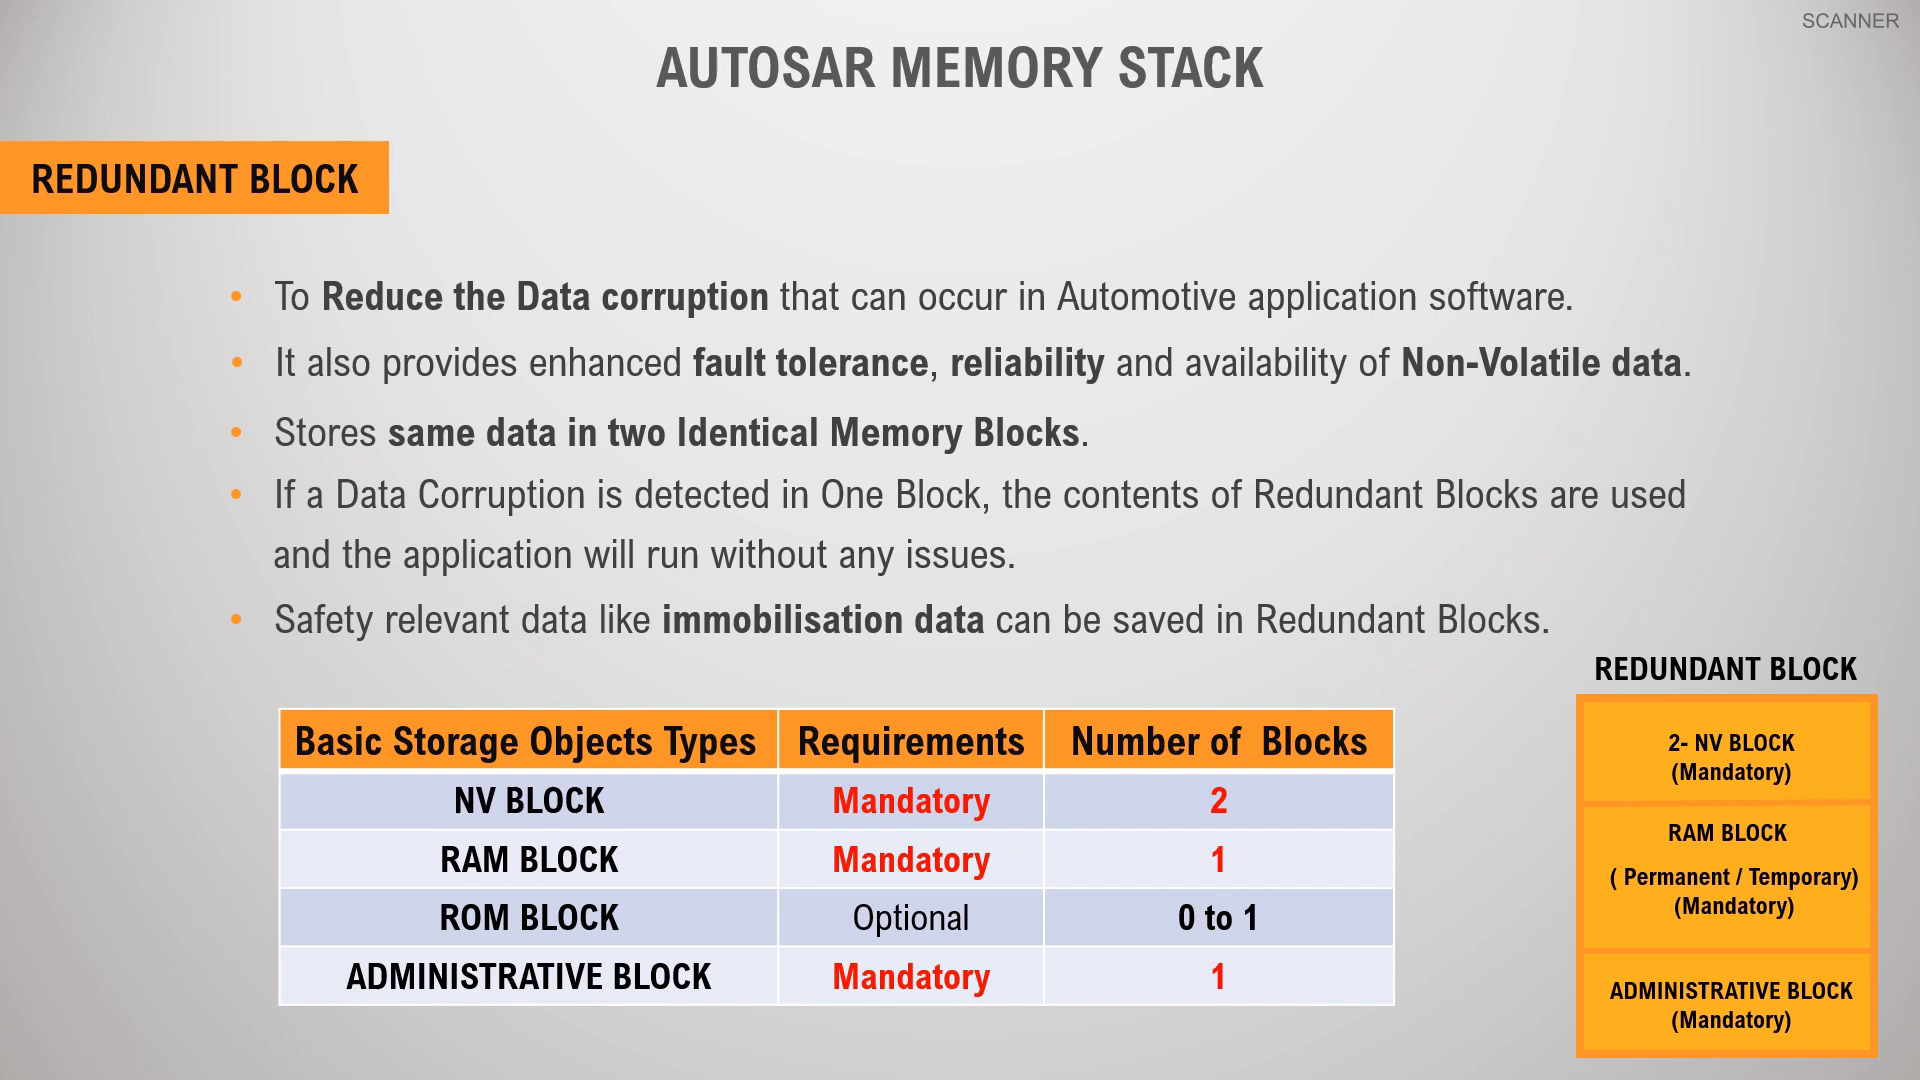 SCANNER
AUTOSAR MEMORY STACK
REDUNDANT BLOCK
• To Reduce the Data corruption that can occur in Automotive application software.
• It also provides enhanced fault tolerance, reliability and availability of Non-Volatile data.
• Stores same data in two Identical Memory Blocks.
• If a Data Corruption is detected in One Block, the contents of Redundant Blocks are used
and the application will run without any issues.
• Safety relevant data like immobilisation data can be saved in Redundant Blocks.
Basic Storage Objects Types Requirements Number of Blocks
NV BLOCK Mandatory 2
RAM BLOCK Mandatory 1
ROM BLOCK Optional 0 to 1
ADMINISTRATIVE BLOCK Mandatory 1
REDUNDANT BLOCK
2- NV BLOCK
(Mandatory)
RAM BLOCK
( Permanent / Temporary)
(Mandatory)
ADMINISTRATIVE BLOCK
(Mandatory)